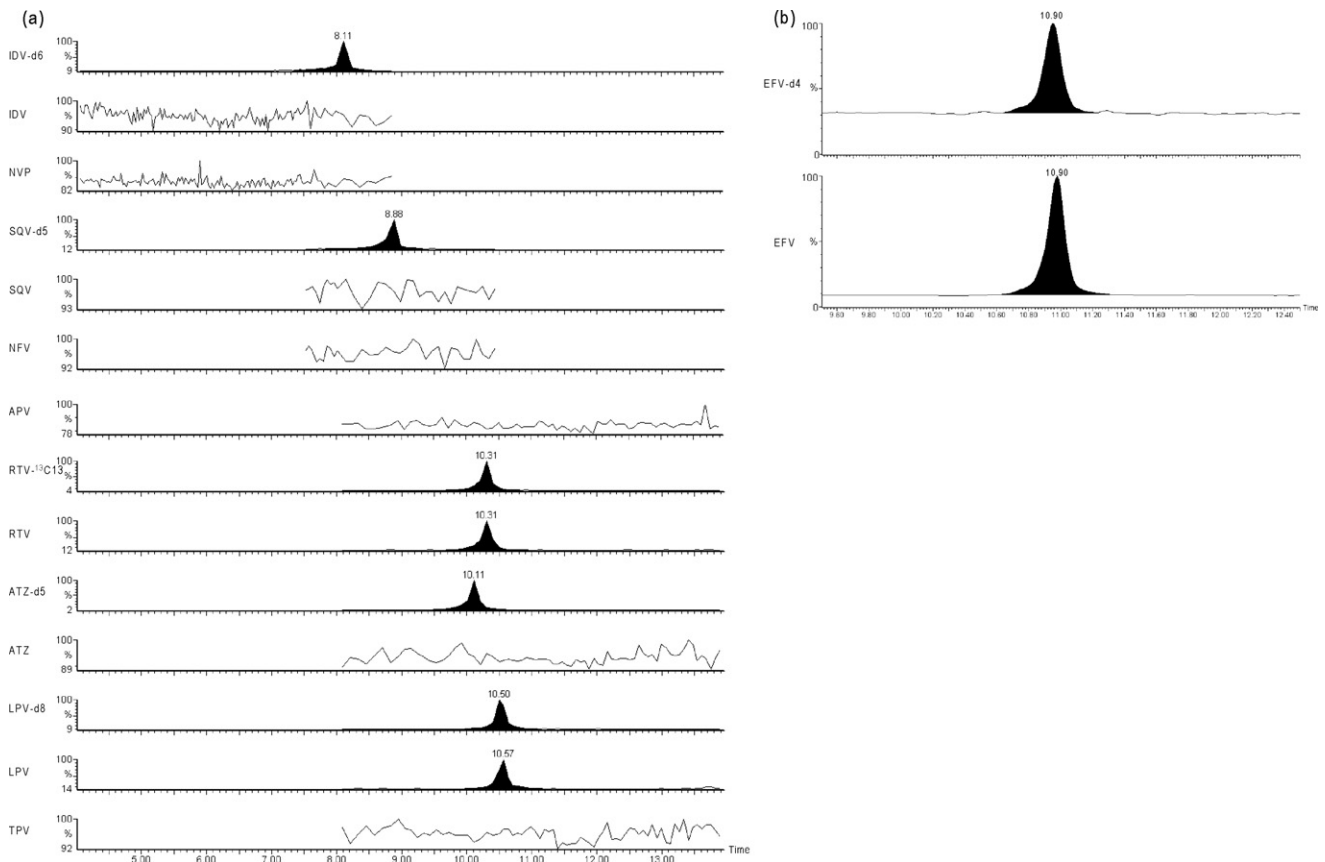 (a)
8.11
IDV-d6
100
%
9
IDV
100
%
90
NVP
100
%
82
8.88
SQV-d5
100
%
12
SQV
100
%
93
NFV
100
%
92
APV
100
%
78
10.31
RTV-¹³C13
100
%
4
10.31
RTV
100
%
12
10.11
ATZ-d5
100
%
2
ATZ
100
%
89
10.50
LPV-d8
100
%
9
10.57
LPV
100
%
14
TPV
100
%
92
5.00 6.00 7.00 8.00 9.00 10.00 11.00 12.00 13.00 Time
(b)
10.90
100
EFV-d4
%
0
10.90
100
EFV
%
0
9.60 9.80 10.00 10.20 10.40 10.60 10.80 11.00 11.20 11.40 11.60 11.80 12.00 12.20 12.40 Time